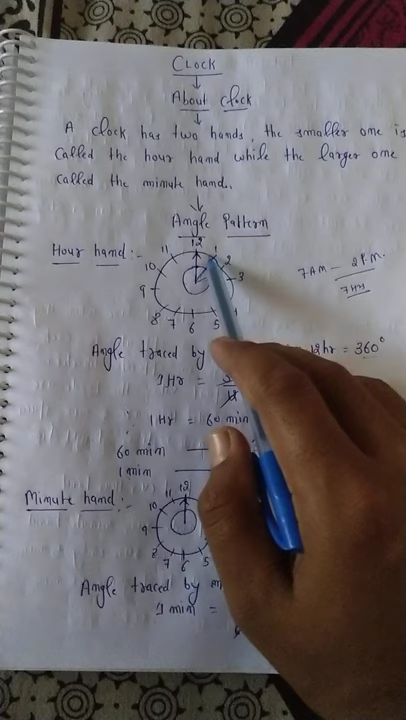 CLOCK
About clock
A clock has two hands, the smaller one is
called the hour hand while the larger one
called the minute hand.
Angle Pattern
Hour hand:-
12
11 1
10 2
9 3
8 7 6 5
7AM — 2P.M.
7Hr
Angle traced by 12hr = 360°
1Hr =
∵ 1Hr = 60 min
60 min —
1 min —
Minute hand:-
12
11
10
9
8 7 6 5
Angle traced by
1 min =